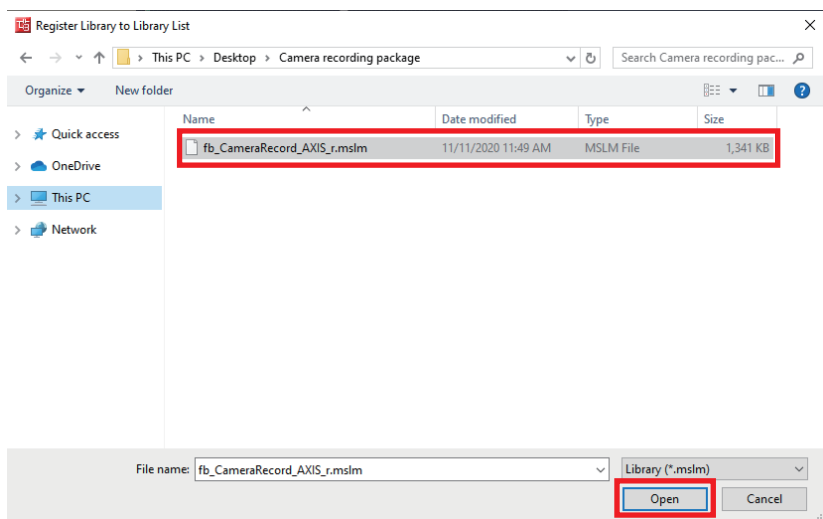 Register Library to Library List
This PC > Desktop > Camera recording package
Search Camera recording pac...
Organize
New folder
Name Date modified Type Size
Quick access
fb_CameraRecord_AXIS_r.mslm 11/11/2020 11:49 AM MSLM File 1,341 KB
OneDrive
This PC
Network
File name: fb_CameraRecord_AXIS_r.mslm Library (*.mslm)
Open Cancel